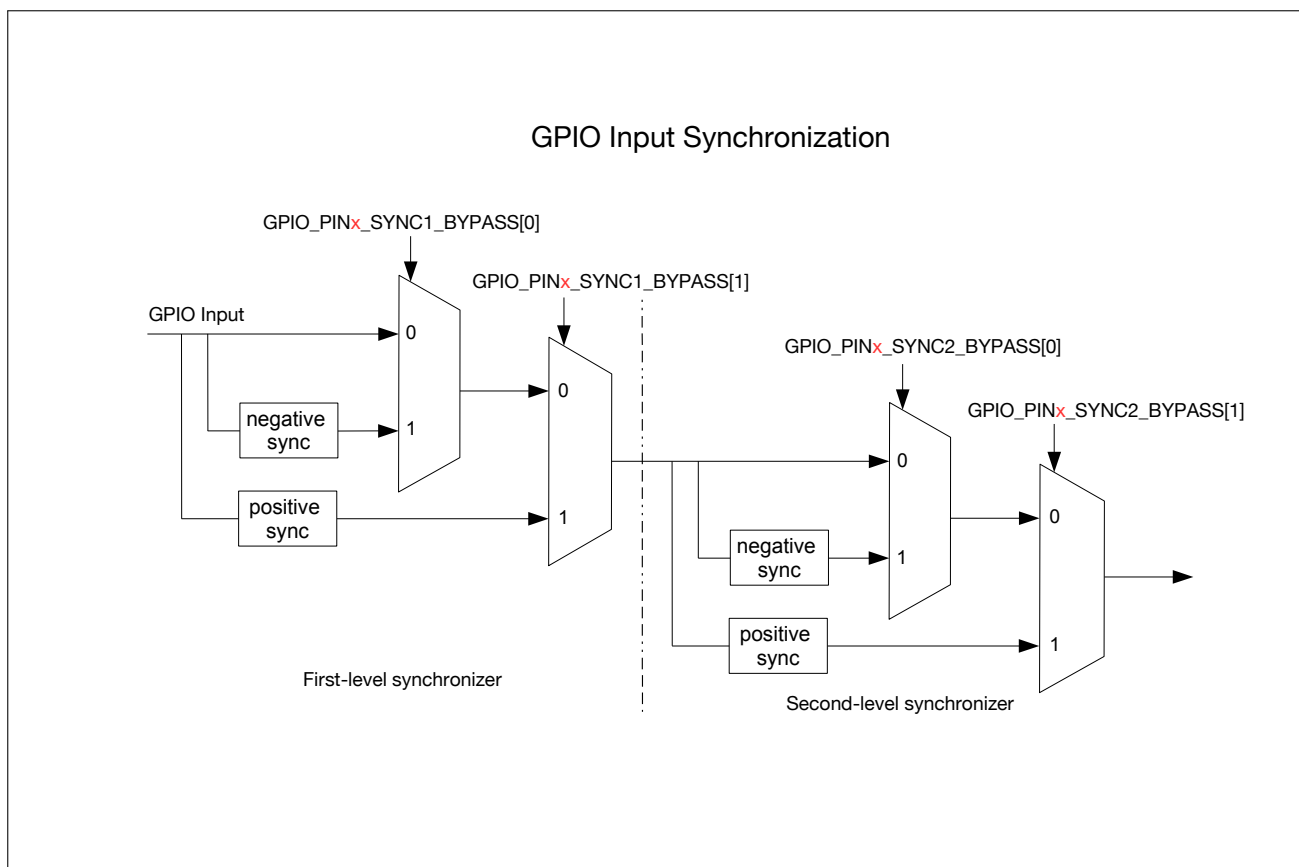 GPIO Input Synchronization
GPIO_PINx_SYNC1_BYPASS[0]
GPIO_PINx_SYNC1_BYPASS[1]
GPIO Input
0
1
negative
sync
positive
sync
0
1
First-level synchronizer
GPIO_PINx_SYNC2_BYPASS[0]
GPIO_PINx_SYNC2_BYPASS[1]
0
1
negative
sync
positive
sync
0
1
Second-level synchronizer